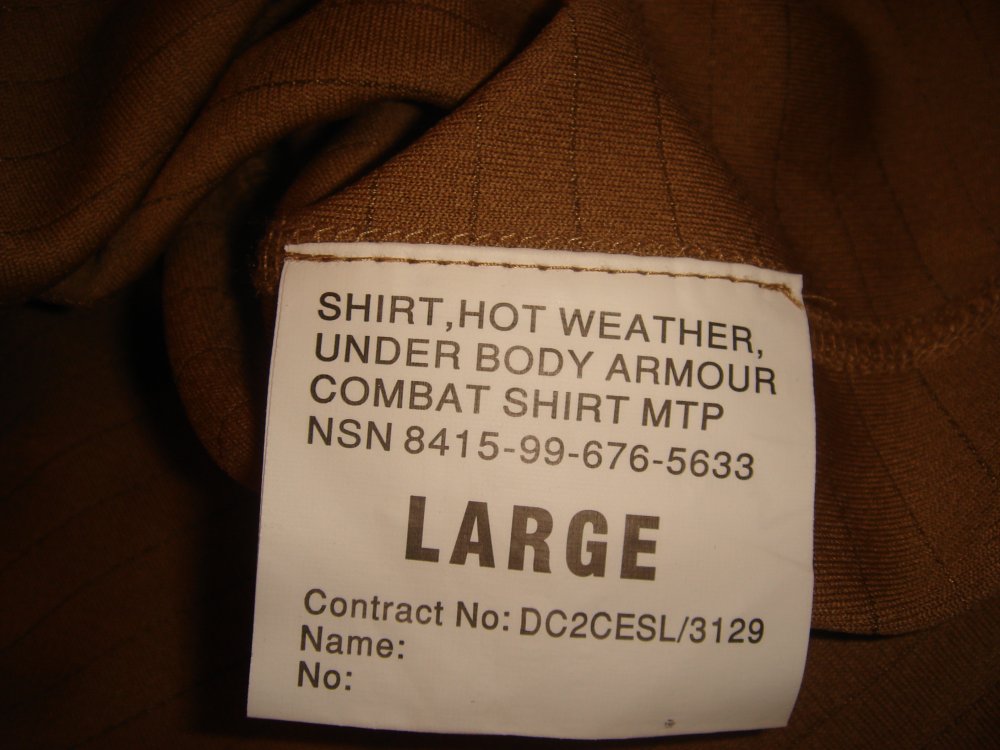 SHIRT,HOT WEATHER,
UNDER BODY ARMOUR
COMBAT SHIRT MTP
NSN 8415-99-676-5633
LARGE
Contract No: DC2CESL/3129
Name:
No: